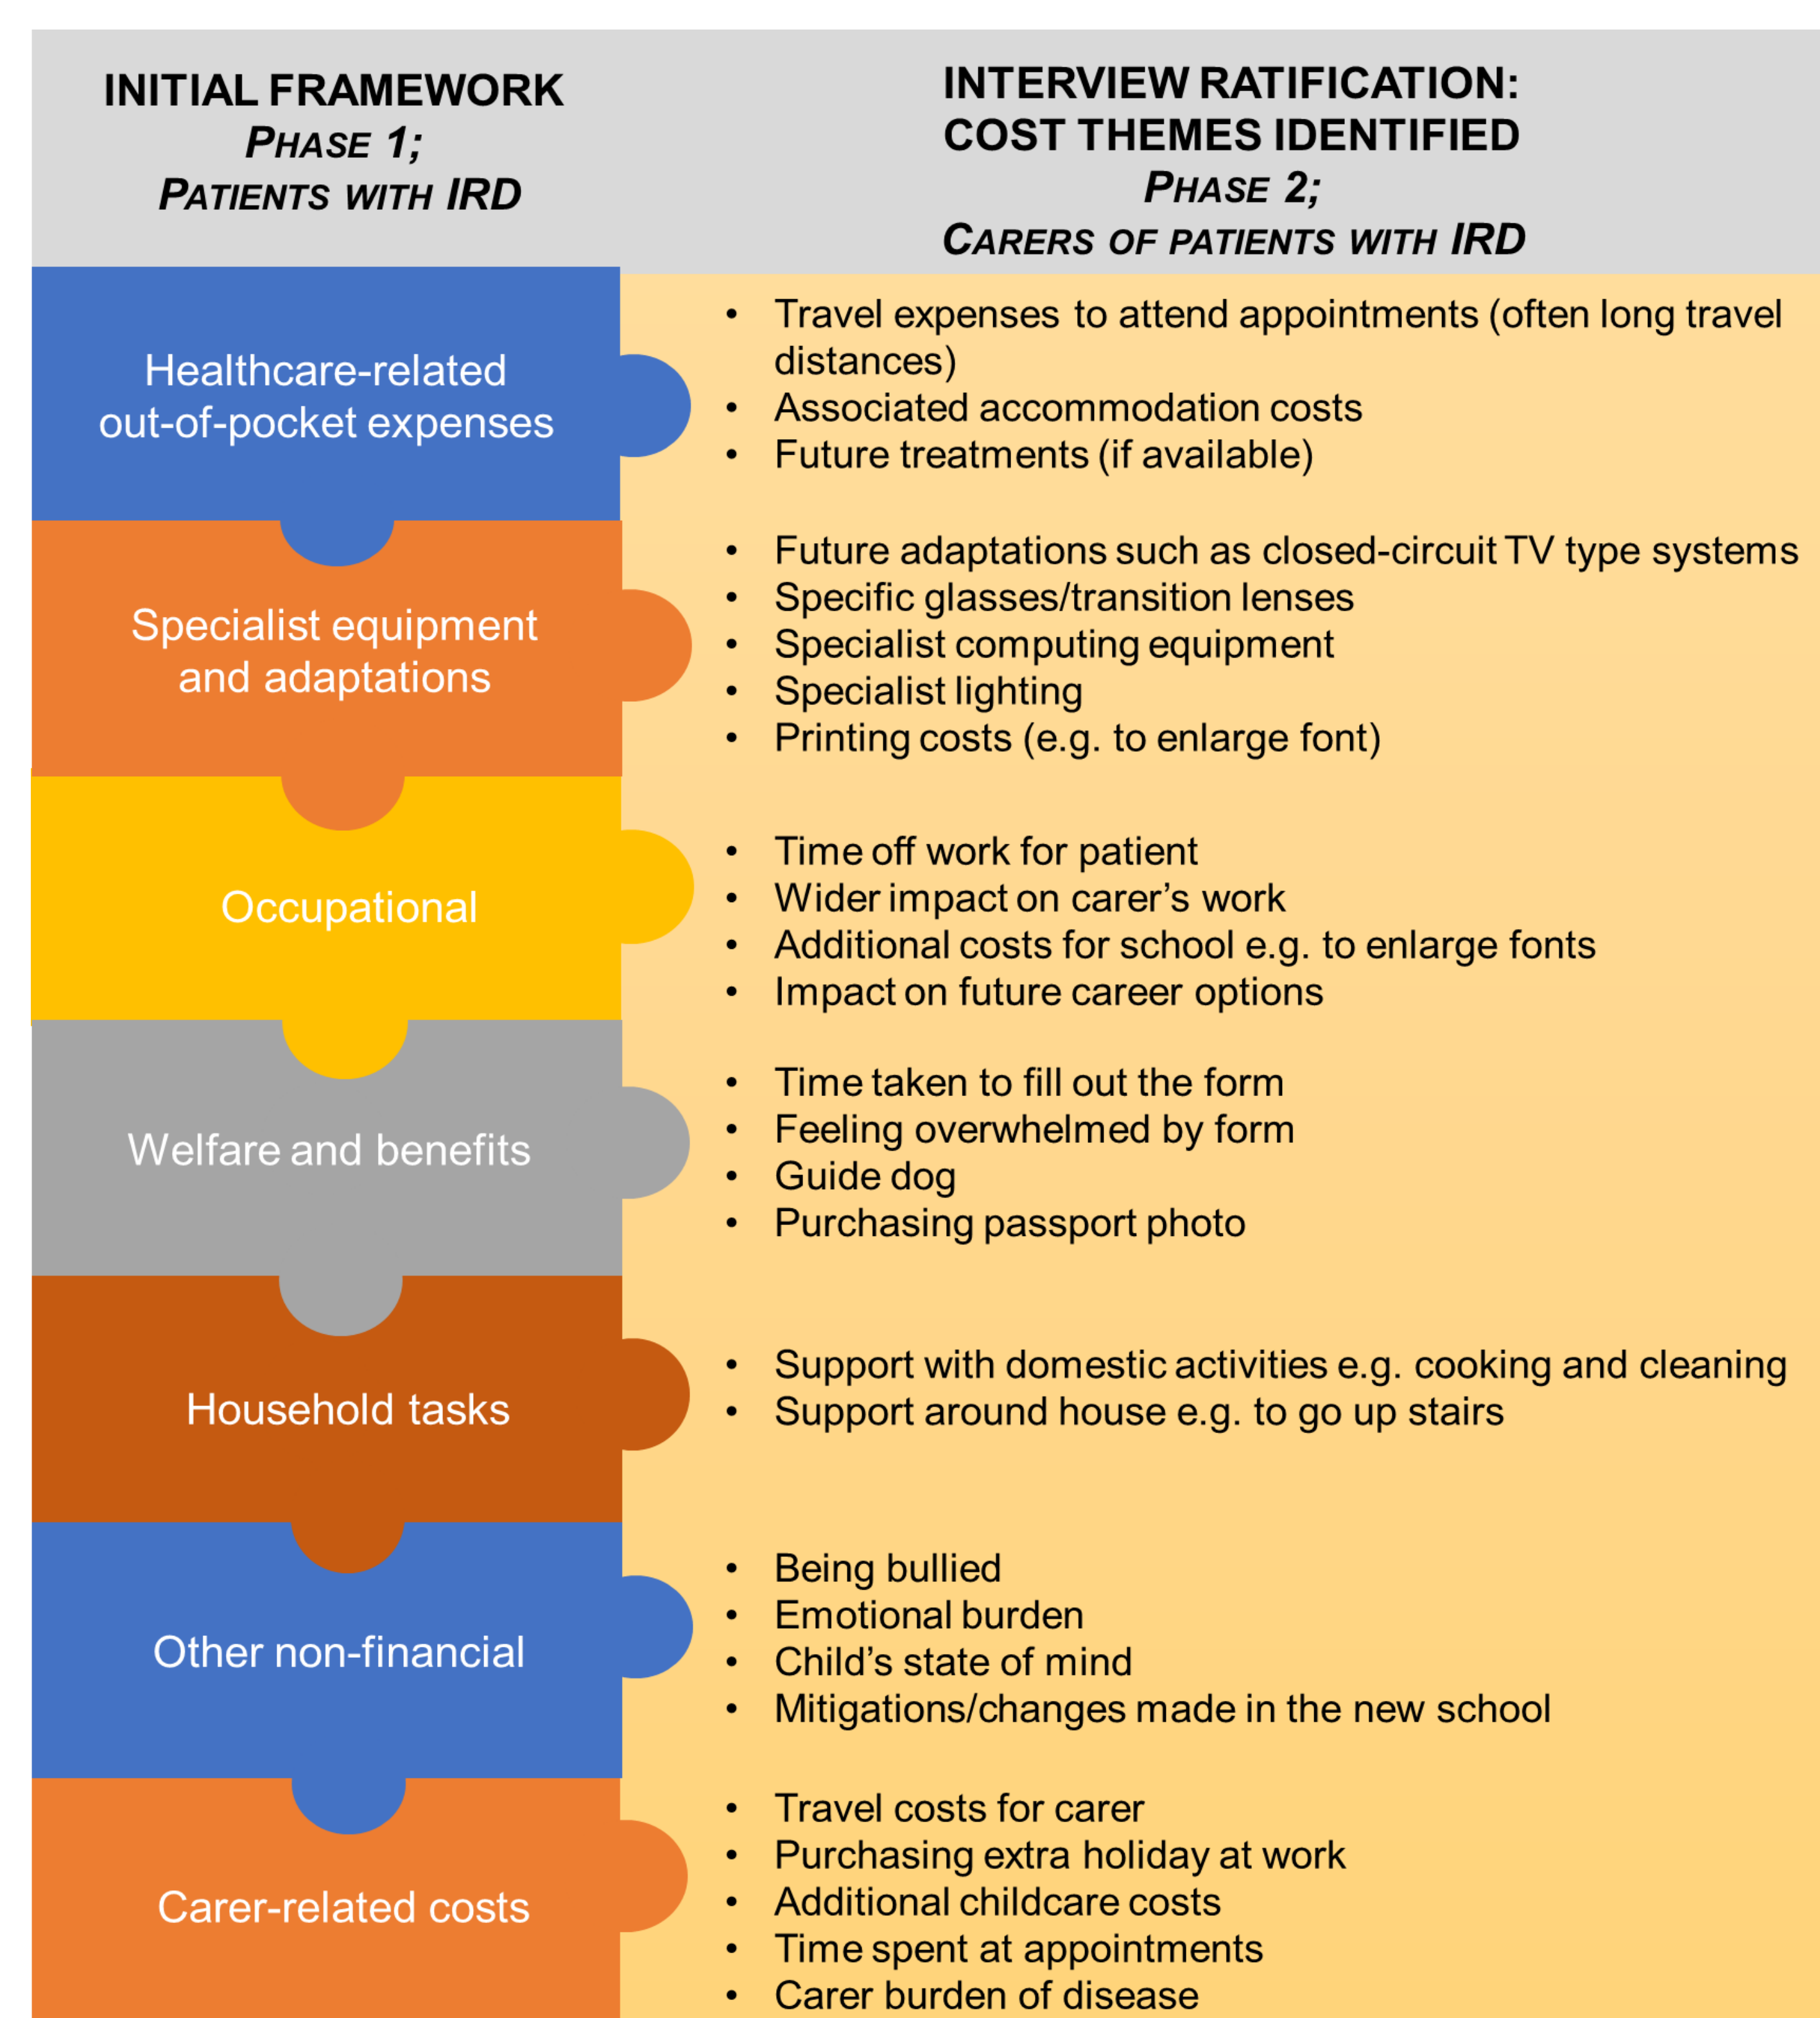 INITIAL FRAMEWORK
PHASE 1;
PATIENTS WITH IRD
INTERVIEW RATIFICATION:
COST THEMES IDENTIFIED
PHASE 2;
CARERS OF PATIENTS WITH IRD
Healthcare-related
out-of-pocket expenses
• Travel expenses to attend appointments (often long travel
distances)
• Associated accommodation costs
• Future treatments (if available)
Specialist equipment
and adaptations
• Future adaptations such as closed-circuit TV type systems
• Specific glasses/transition lenses
• Specialist computing equipment
• Specialist lighting
• Printing costs (e.g. to enlarge font)
Occupational
• Time off work for patient
• Wider impact on carer’s work
• Additional costs for school e.g. to enlarge fonts
• Impact on future career options
Welfare and benefits
• Time taken to fill out the form
• Feeling overwhelmed by form
• Guide dog
• Purchasing passport photo
Household tasks
• Support with domestic activities e.g. cooking and cleaning
• Support around house e.g. to go up stairs
Other non-financial
• Being bullied
• Emotional burden
• Child’s state of mind
• Mitigations/changes made in the new school
Carer-related costs
• Travel costs for carer
• Purchasing extra holiday at work
• Additional childcare costs
• Time spent at appointments
• Carer burden of disease